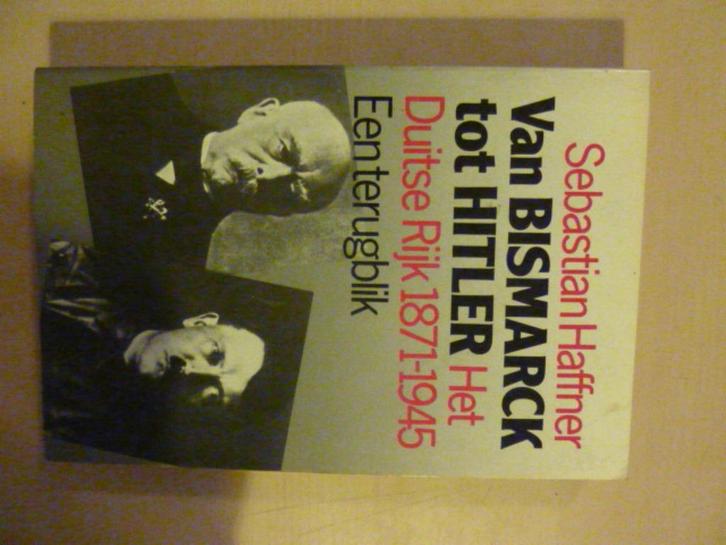 Sebastian Haffner
Van BISMARCK
tot HITLER Het
Duitse Rijk 1871-1945
Een terugblik